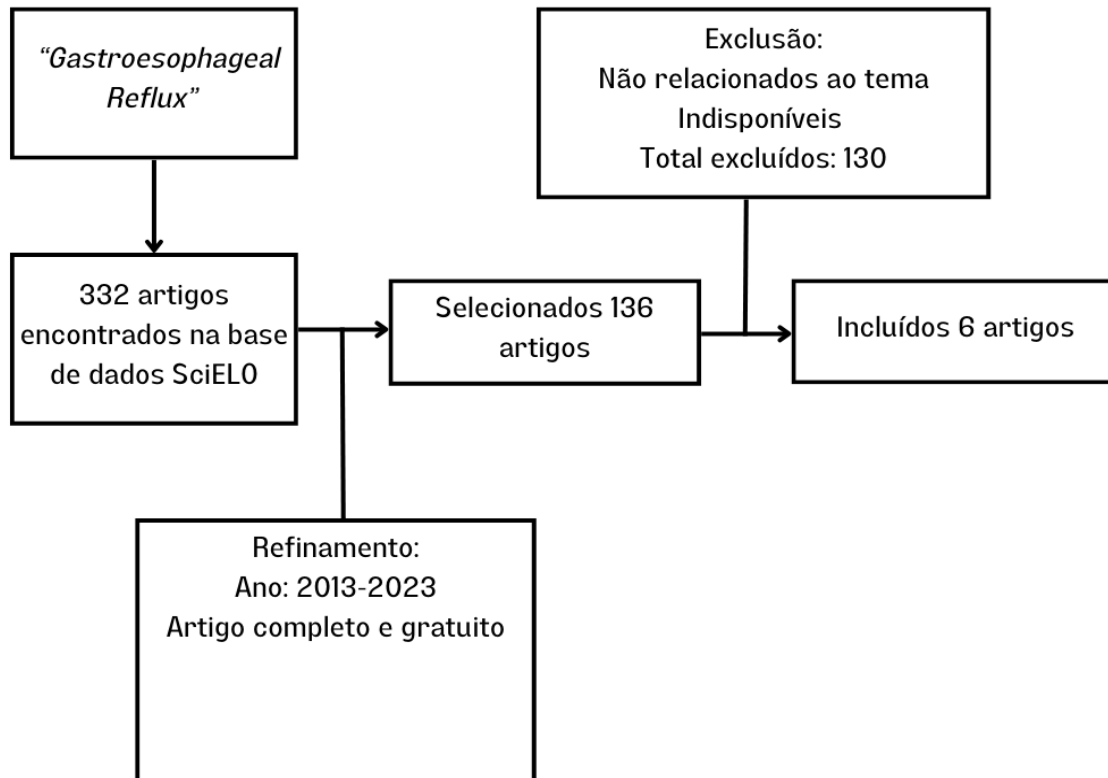 “Gastroesophageal
Reflux”
Exclusão:
Não relacionados ao tema
Indisponíveis
Total excluídos: 130
332 artigos
encontrados na base
de dados SciELO
Selecionados 136
artigos
Incluídos 6 artigos
Refinamento:
Ano: 2013-2023
Artigo completo e gratuito